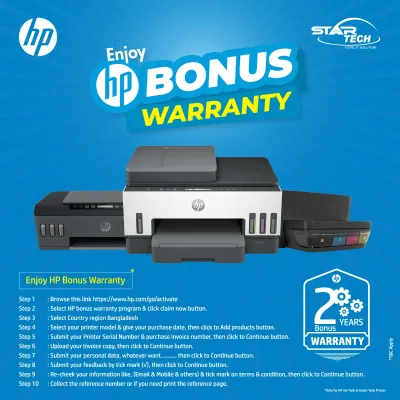 hp
STAR
TECH
TOTAL IT SOLUTION
Enjoy
hp BONUS
WARRANTY
hp
Enjoy HP Bonus Warranty *
Step 1 : Browse this link https://www.hp.com/go/activate
Step 2 : Select HP bonus warranty program & click claim now button.
Step 3 : Select Country region Bangladesh
Step 4 : Select your printer model & give your purchase date, then click to Add products button.
Step 5 : Submit your Printer Serial Number & purchase Invoice number, then click to Continue button.
Step 6 : Upload your Invoice copy, then click to Continue button.
Step 7 : Submit your personal data, whatever want.......... then click to Continue button.
Step 8 : Submit your feedback by tick mark (√), then click to Continue button.
Step 9 : Re-check your information like, (Email & Mobile & others) & tick mark on terms & condition, then click to Continue button.
Step 10 : Collect the reference number or if you need print the reference page.
hp
2 YEARS
Bonus
WARRANTY
*T&C Apply
*Only for HP Ink Tank & Smart Tank Printer